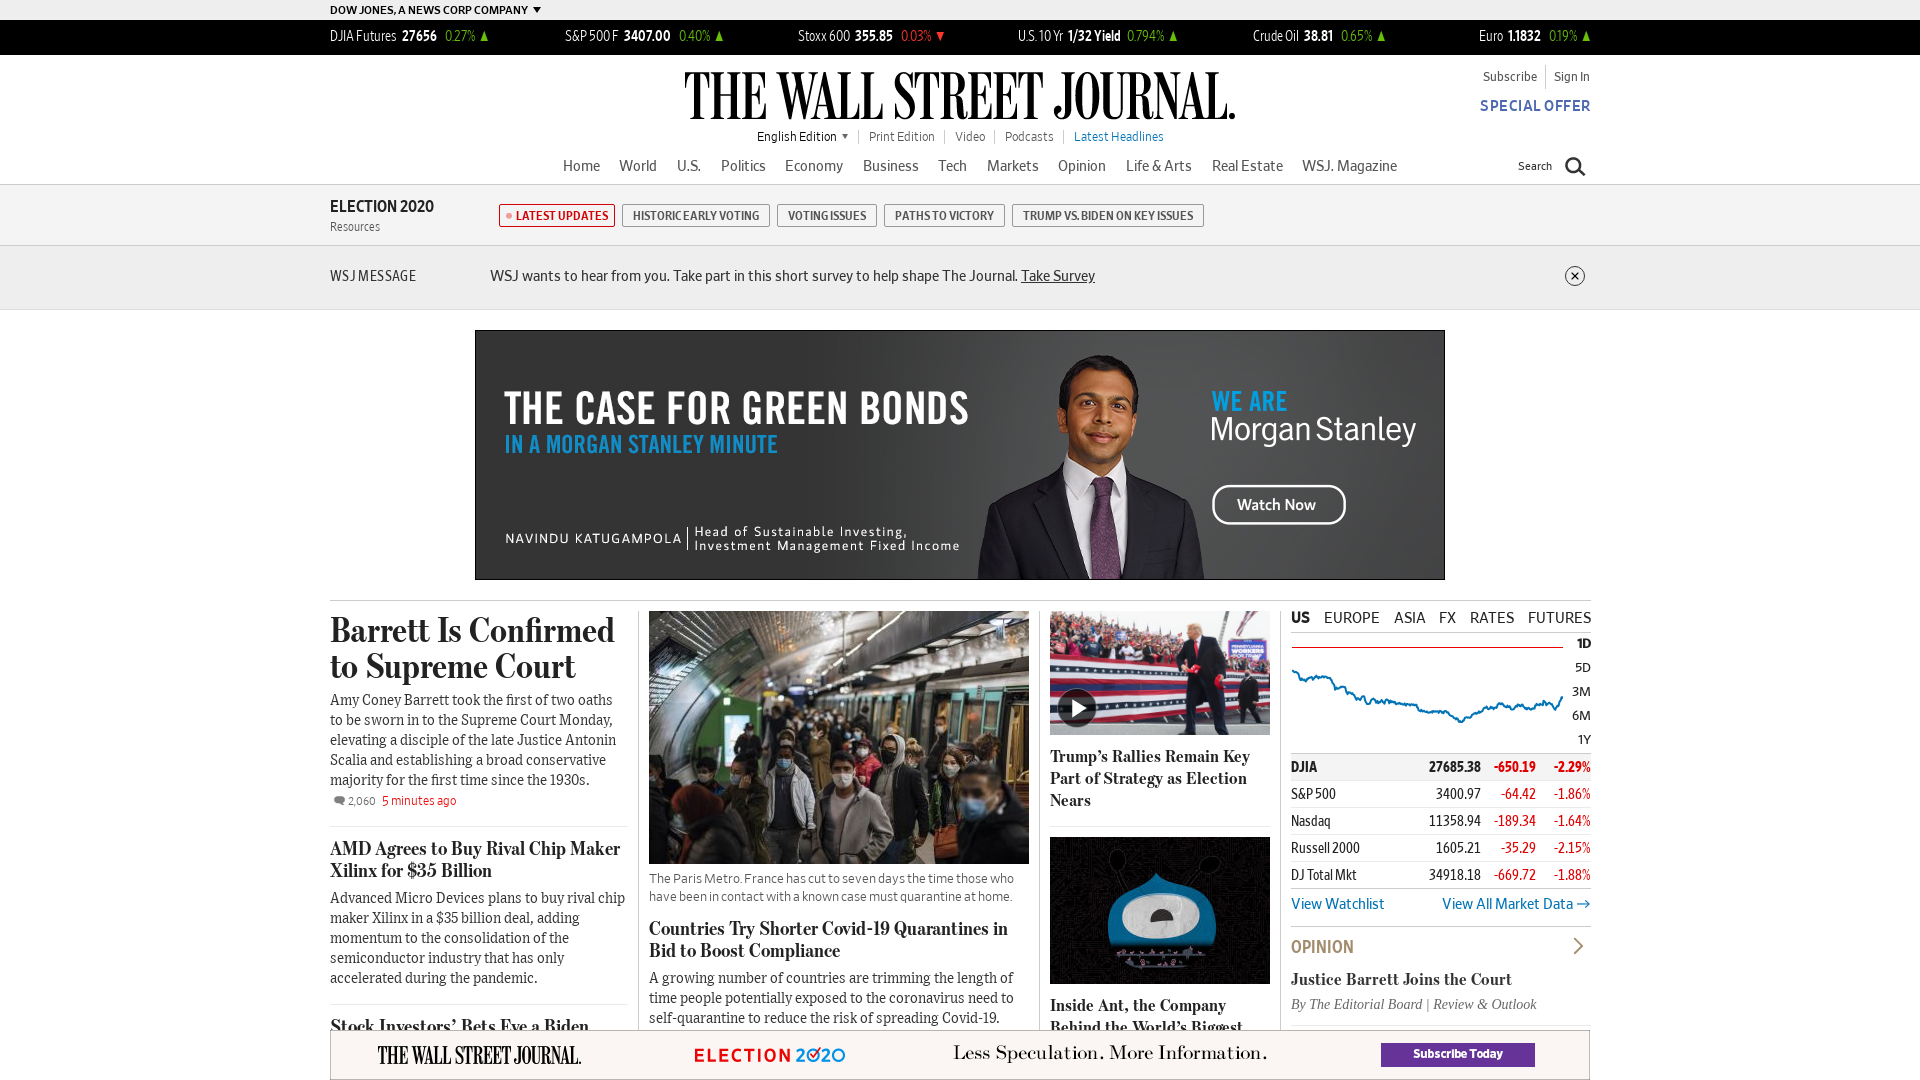 DOW JONES, A NEWS CORP COMPANY
DJIA Futures 27656 0.27%
S&P 500 F 3407.00 0.40%
Stoxx 600 355.85 0.03%
U.S. 10 Yr 1/32 Yield 0.794%
Crude Oil 38.81 0.65%
Euro 1.1832 0.19%
THE WALL STREET JOURNAL.
Subscribe
Sign In
SPECIAL OFFER
English Edition
Print Edition
Video
Podcasts
Latest Headlines
Home World U.S. Politics Economy Business Tech Markets Opinion Life & Arts Real Estate WSJ. Magazine
Search
ELECTION 2020
Resources
LATEST UPDATES
HISTORIC EARLY VOTING
VOTING ISSUES
PATHS TO VICTORY
TRUMP VS. BIDEN ON KEY ISSUES
WSJ MESSAGE
WSJ wants to hear from you. Take part in this short survey to help shape The Journal. Take Survey
THE CASE FOR GREEN BONDS
IN A MORGAN STANLEY MINUTE
NAVINDU KATUGAMPOLA
Head of Sustainable Investing,
Investment Management Fixed Income
WE ARE
Morgan Stanley
Watch Now
Barrett Is Confirmed
to Supreme Court
Amy Coney Barrett took the first of two oaths
to be sworn in to the Supreme Court Monday,
elevating a disciple of the late Justice Antonin
Scalia and establishing a broad conservative
majority for the first time since the 1930s.
2,060 5 minutes ago
AMD Agrees to Buy Rival Chip Maker
Xilinx for $35 Billion
Advanced Micro Devices plans to buy rival chip
maker Xilinx in a $35 billion deal, adding
momentum to the consolidation of the
semiconductor industry that has only
accelerated during the pandemic.
Stock Investors' Bets Eye a Biden
The Paris Metro. France has cut to seven days the time those who
have been in contact with a known case must quarantine at home.
Countries Try Shorter Covid-19 Quarantines in
Bid to Boost Compliance
A growing number of countries are trimming the length of
time people potentially exposed to the coronavirus need to
self-quarantine to reduce the risk of spreading Covid-19.
Trump's Rallies Remain Key
Part of Strategy as Election
Nears
Inside Ant, the Company
Behind the World's Biggest
US EUROPE ASIA FX RATES FUTURES
1D
5D
3M
6M
1Y
DJIA 27685.38 -650.19 -2.29%
S&P 500 3400.97 -64.42 -1.86%
Nasdaq 11358.94 -189.34 -1.64%
Russell 2000 1605.21 -35.29 -2.15%
DJ Total Mkt 34918.18 -669.72 -1.88%
View Watchlist
View All Market Data
OPINION
Justice Barrett Joins the Court
By The Editorial Board | Review & Outlook
THE WALL STREET JOURNAL.
ELECTION 2020
Less Speculation. More Information.
Subscribe Today